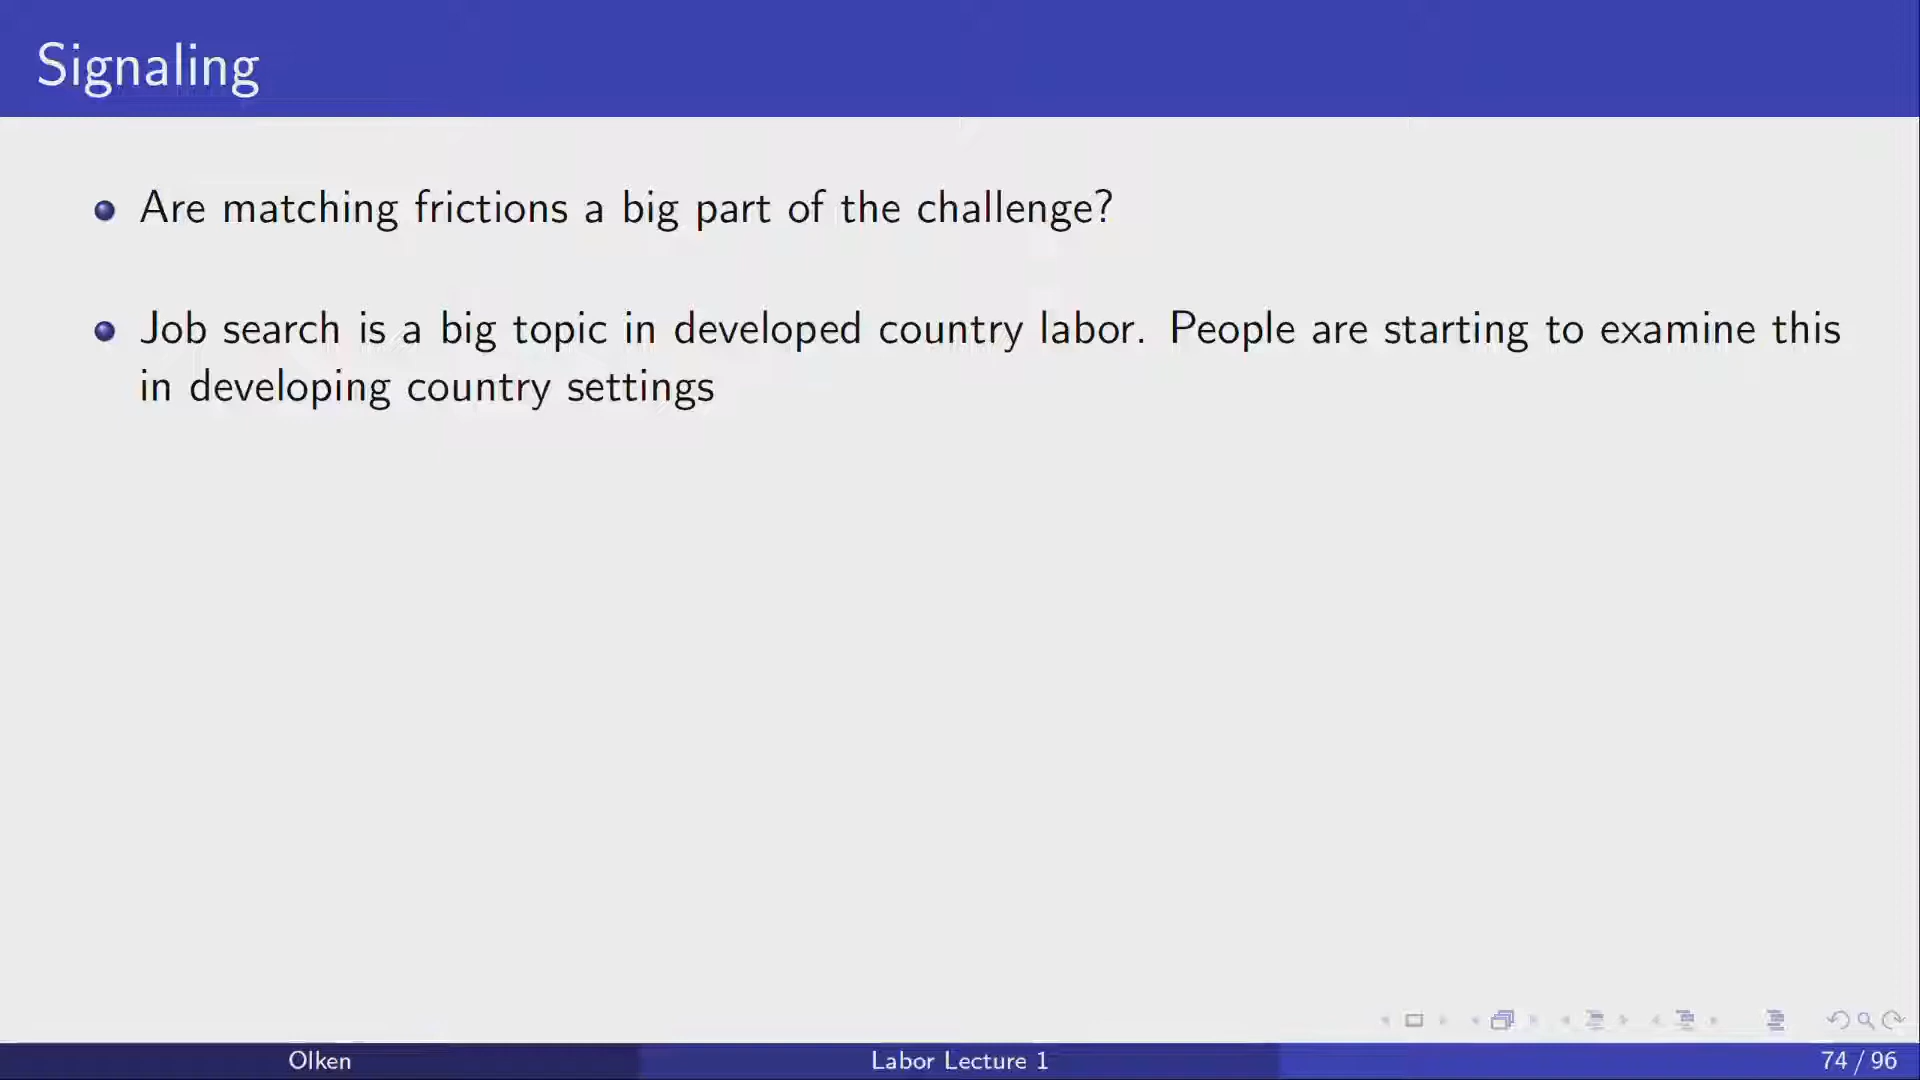 Signaling
Are matching frictions a big part of the challenge?
Job search is a big topic in developed country labor. People are starting to examine this
in developing country settings
Olken
Labor Lecture 1
74 / 96